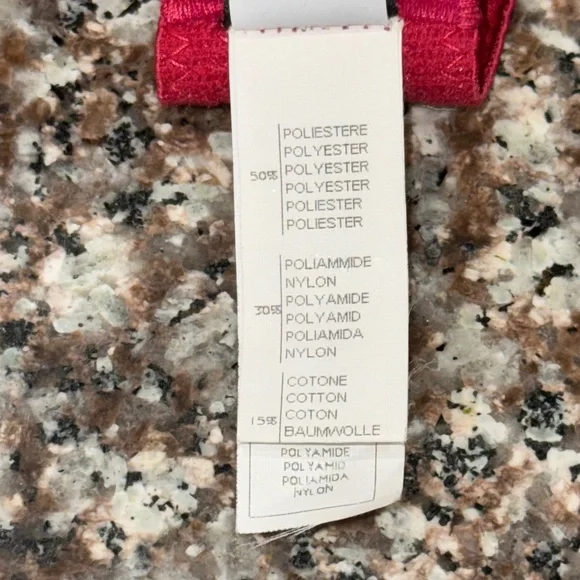 50%
POLIESTERE
POLYESTER
POLYESTER
POLYESTER
POLIESTER
POLIESTER
30%
POLIAMMIDE
NYLON
POLYAMIDE
POLYAMID
POLIAMIDA
NYLON
15%
COTONE
COTTON
COTON
BAUMWOLLE
POLYAMIDE
POLYAMID
POLIAMIDA
NYLON